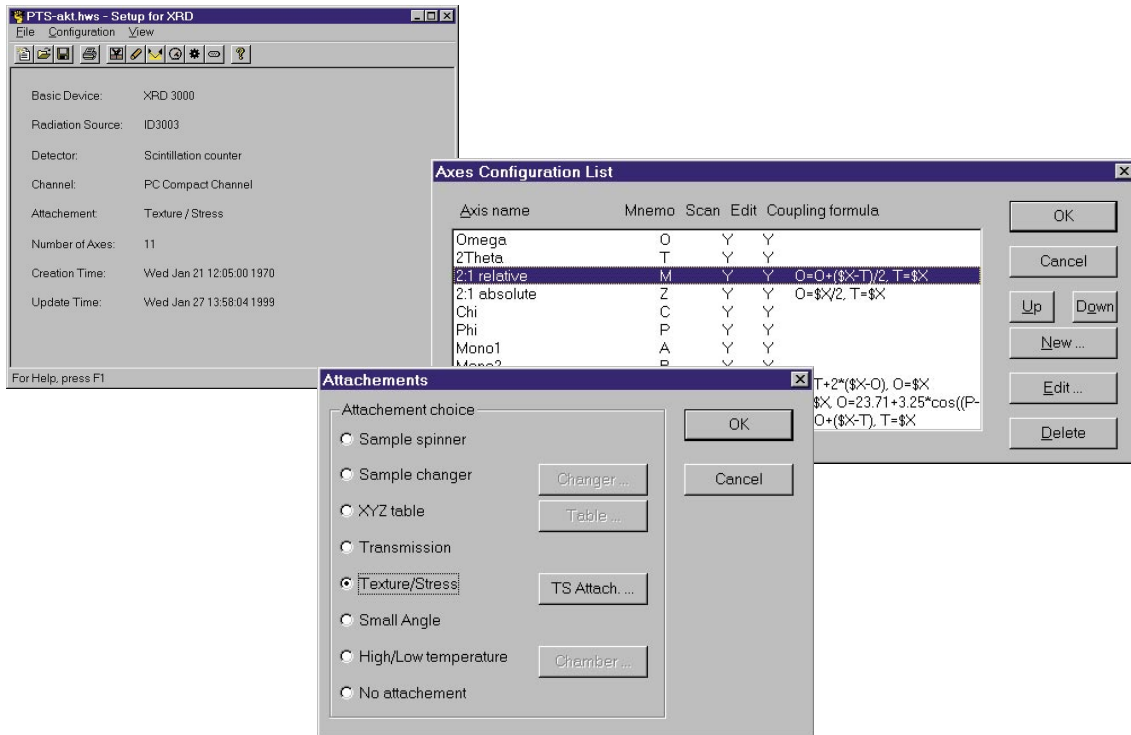 PTS-akt.hws - Setup for XRD
File Configuration View
Basic Device: XRD 3000
Radiation Source: ID3003
Detector: Scintillation counter
Channel: PC Compact Channel
Attachement: Texture / Stress
Number of Axes: 11
Creation Time: Wed Jan 21 12:05:00 1970
Update Time: Wed Jan 27 13:58:04 1999
For Help, press F1
Axes Configuration List
Axis name Mnemo Scan Edit Coupling formula
Omega O Y Y
2Theta T Y Y
2:1 relative M Y Y O=O+($X-T)/2, T=$X
2:1 absolute Z Y Y O=$X/2, T=$X
Chi C Y Y
Phi P Y Y
Mono1 A Y Y
Mono2 B Y Y
T+2*($X-O), O=$X
$X, O=23.71+3.25*cos((P-
O+($X-T), T=$X
OK
Cancel
Up Down
New ...
Edit ...
Delete
Attachements
Attachement choice
Sample spinner
Sample changer Changer ...
XYZ table Table ...
Transmission
Texture/Stress TS Attach. ...
Small Angle
High/Low temperature Chamber ...
No attachement
OK
Cancel